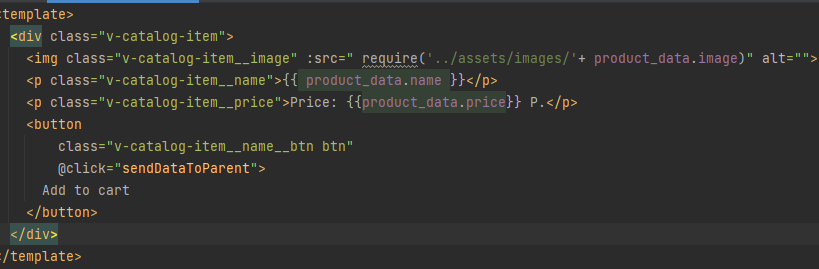 <template>
<div class="v-catalog-item">
<img class="v-catalog-item__image" :src=" require('../assets/images/'+ product_data.image)" alt="">
<p class="v-catalog-item__name">{{ product_data.name }}</p>
<p class="v-catalog-item__price">Price: {{product_data.price}} P.</p>
<button
class="v-catalog-item__name__btn btn"
@click="sendDataToParent">
Add to cart
</button>
</div>
</template>